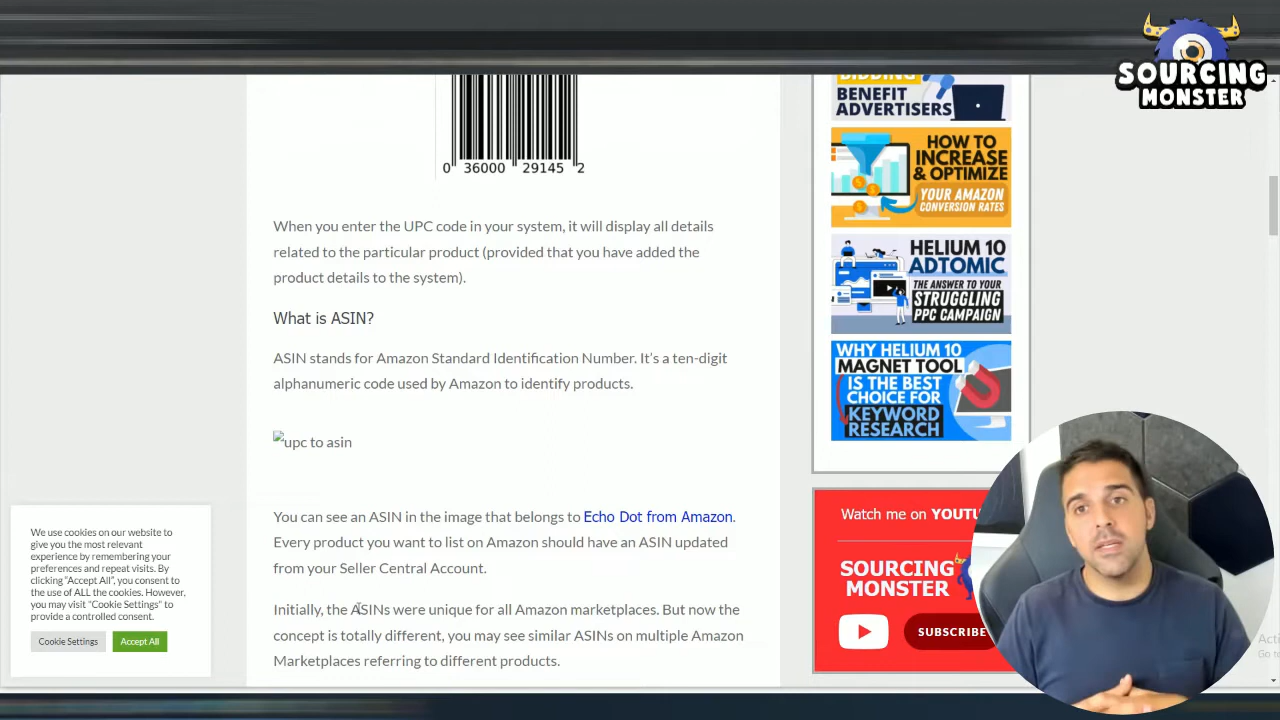 SOURCING
MONSTER
BIDDING
BENEFIT
ADVERTISERS
HOW TO
INCREASE
& OPTIMIZE
YOUR AMAZON
CONVERSION RATES
HELIUM 10
ADTOMIC
THE ANSWER TO YOUR
STRUGGLING
PPC CAMPAIGN
WHY HELIUM 10
MAGNET TOOL
IS THE BEST
CHOICE FOR
KEYWORD
RESEARCH
0 36000 29145 2
When you enter the UPC code in your system, it will display all details
related to the particular product (provided that you have added the
product details to the system).
What is ASIN?
ASIN stands for Amazon Standard Identification Number. It's a ten-digit
alphanumeric code used by Amazon to identify products.
upc to asin
You can see an ASIN in the image that belongs to Echo Dot from Amazon.
Every product you want to list on Amazon should have an ASIN updated
from your Seller Central Account.
Initially, the ASINs were unique for all Amazon marketplaces. But now the
concept is totally different, you may see similar ASINs on multiple Amazon
Marketplaces referring to different products.
We use cookies on our website to
give you the most relevant
experience by remembering your
preferences and repeat visits. By
clicking "Accept All", you consent to
the use of ALL the cookies. However,
you may visit "Cookie Settings" to
provide a controlled consent.
Cookie Settings
Accept All
Watch me on YOUTU
SOURCING
MONSTER
SUBSCRIBE
Acti
Go to